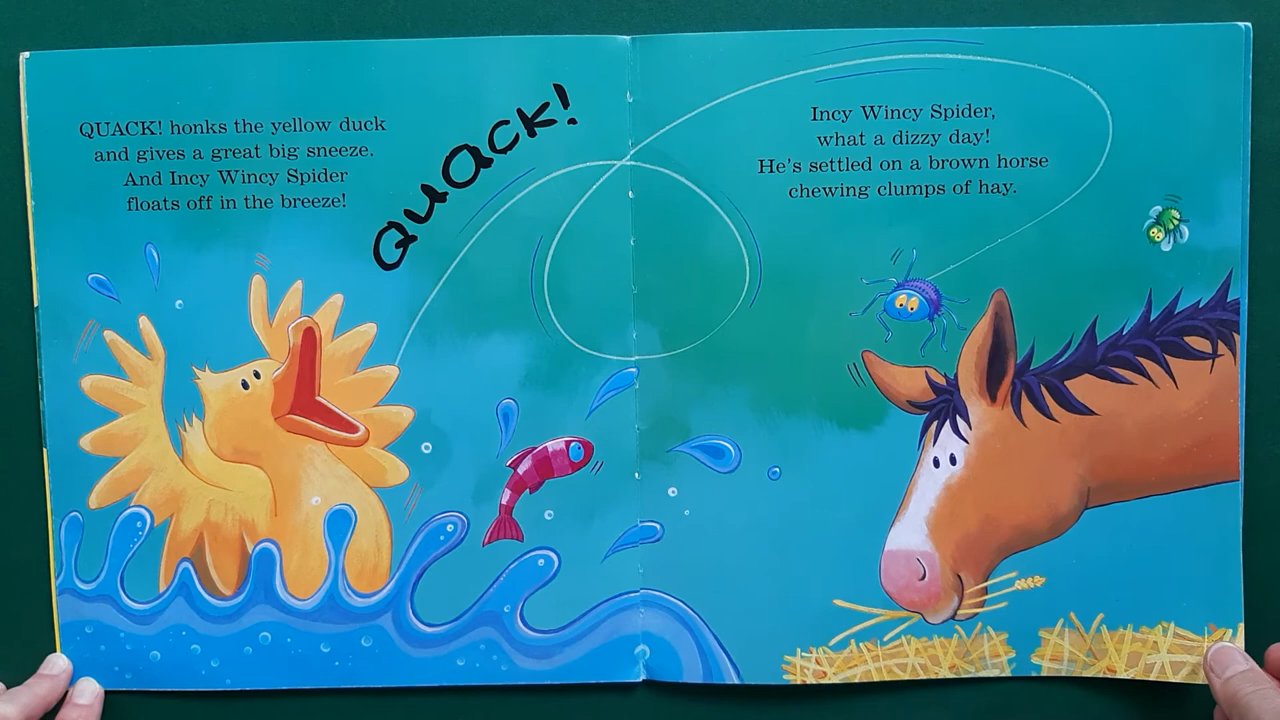 QUACK! honks the yellow duck
and gives a great big sneeze.
And Incy Wincy Spider
floats off in the breeze!
QUACK!
Incy Wincy Spider,
what a dizzy day!
He's settled on a brown horse
chewing clumps of hay.